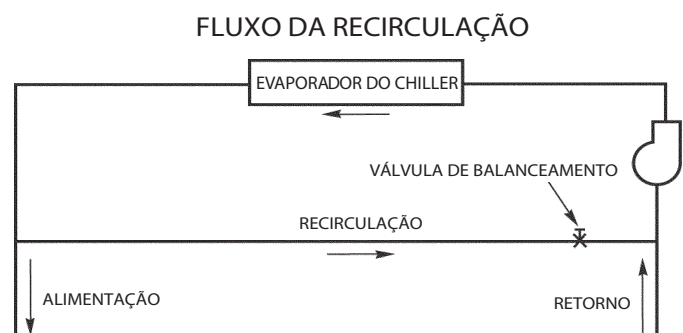 FLUXO DA RECIRCULAÇÃO
EVAPORADOR DO CHILLER
VÁLVULA DE BALANCEAMENTO
RECIRCULAÇÃO
ALIMENTAÇÃO
RETORNO